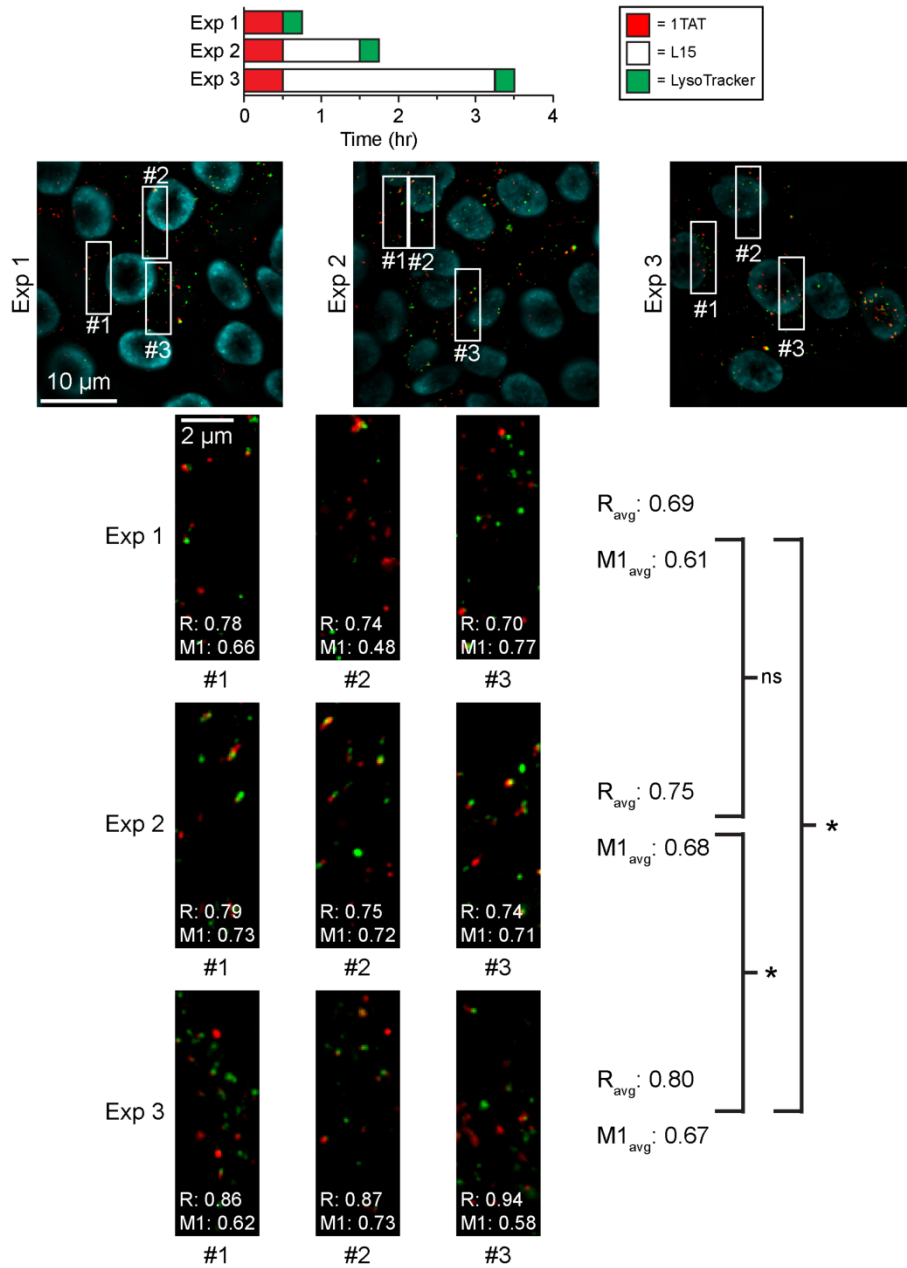 Exp 1
Exp 2
Exp 3
0 1 2 3 4
Time (hr)
= 1TAT
= L15
= LysoTracker
Exp 1
#1
#2
#3
10 µm
Exp 2
#1
#2
#3
Exp 3
#1
#2
#3
2 µm
Exp 1
R: 0.78
M1: 0.66
#1
R: 0.74
M1: 0.48
#2
R: 0.70
M1: 0.77
#3
Ravg: 0.69
M1avg: 0.61
ns
Exp 2
R: 0.79
M1: 0.73
#1
R: 0.75
M1: 0.72
#2
R: 0.74
M1: 0.71
#3
Ravg: 0.75
M1avg: 0.68
*
*
Exp 3
R: 0.86
M1: 0.62
#1
R: 0.87
M1: 0.73
#2
R: 0.94
M1: 0.58
#3
Ravg: 0.80
M1avg: 0.67